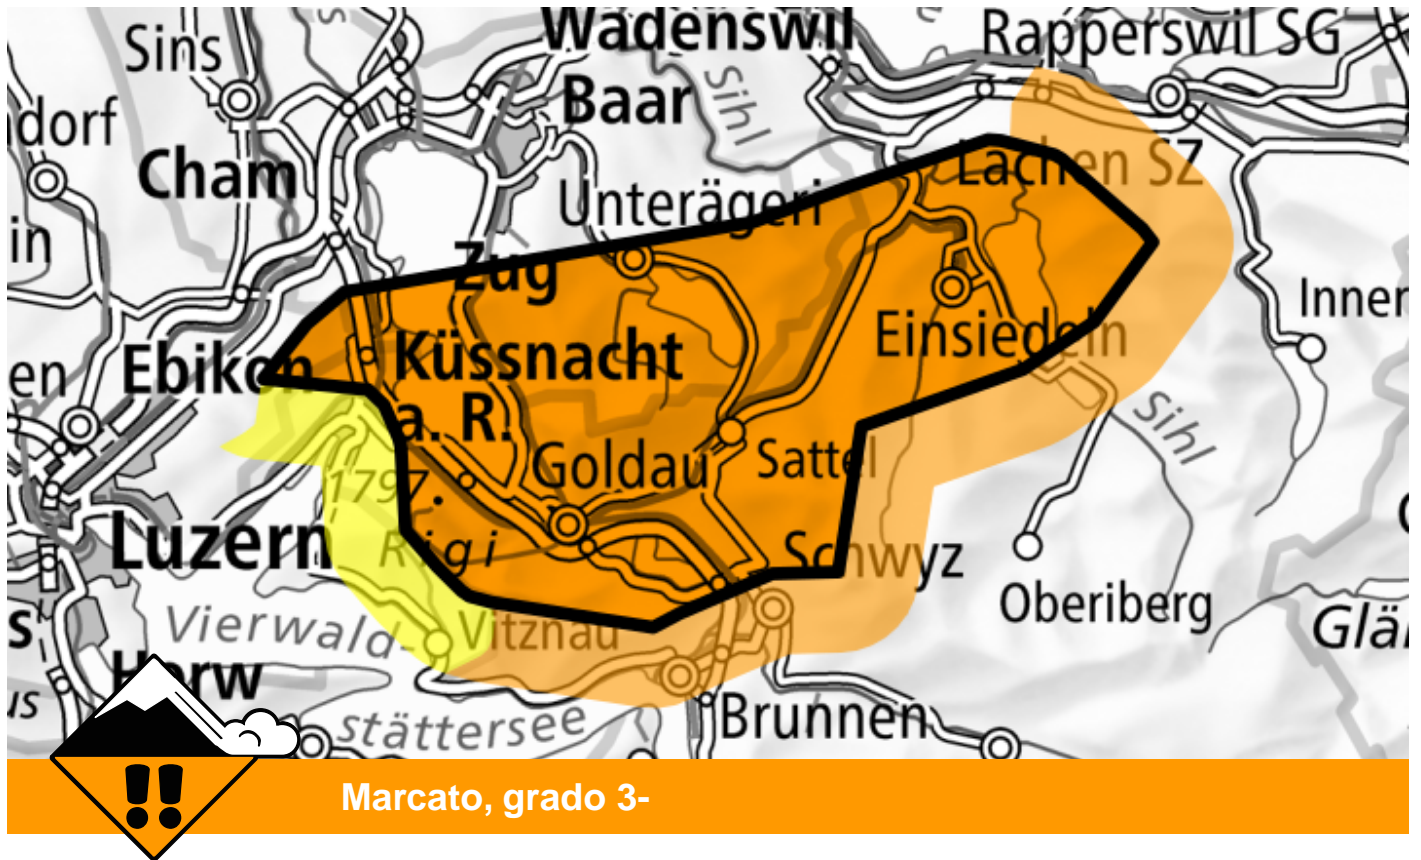 Wädenswil
Rapperswil SG
Sins
Sihl
Baar
dorf
Cham
Lachen SZ
Unterägeri
in
Zug
Inner
Einsiedeln
Küssnacht
a. R.
Ebikon
en
Sihl
Goldau
Sattel
1797.
Luzern
Rigi
Schwyz
Oberiberg
Vierwald-
Vitznau
Glä
s
Horw
us
stättersee
Brunnen
Marcato, grado 3-